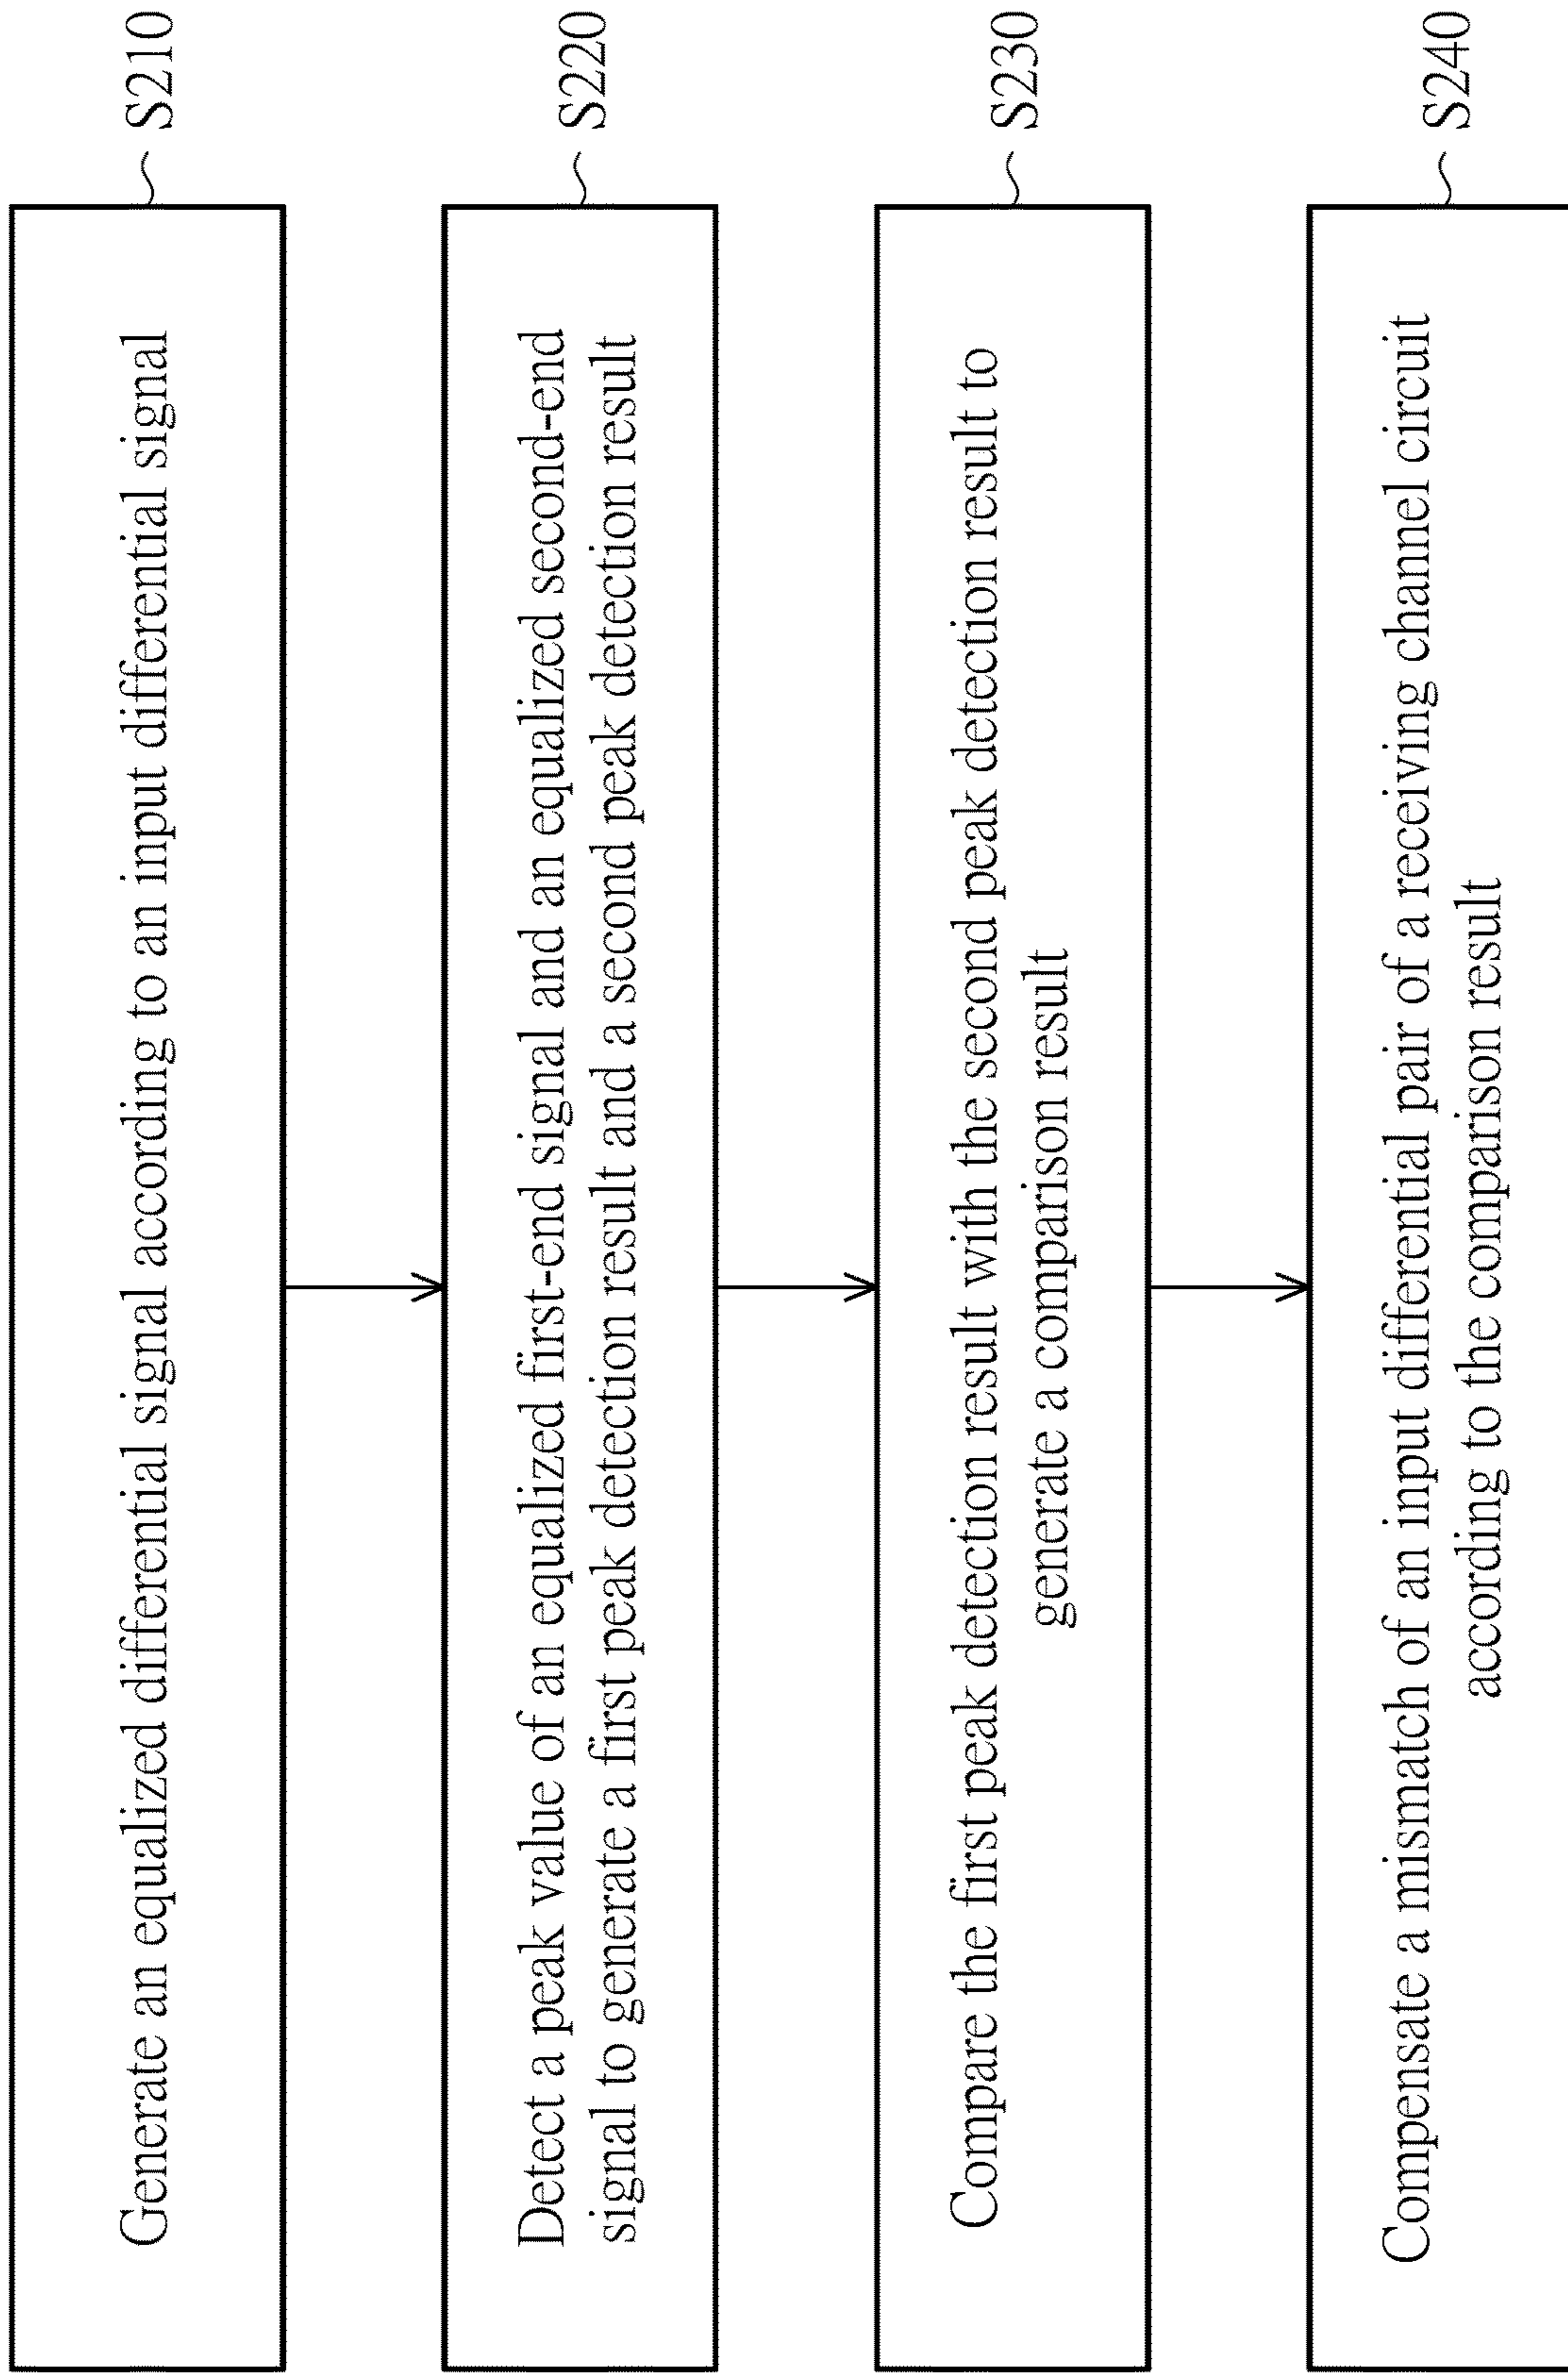 Generate an equalized differential signal according to an input differential signal
S210
Detect a peak value of an equalized first-end signal and an equalized second-end
signal to generate a first peak detection result and a second peak detection result
S220
Compare the first peak detection result with the second peak detection result to
generate a comparison result
S230
Compensate a mismatch of an input differential pair of a receiving channel circuit
according to the comparison result
S240